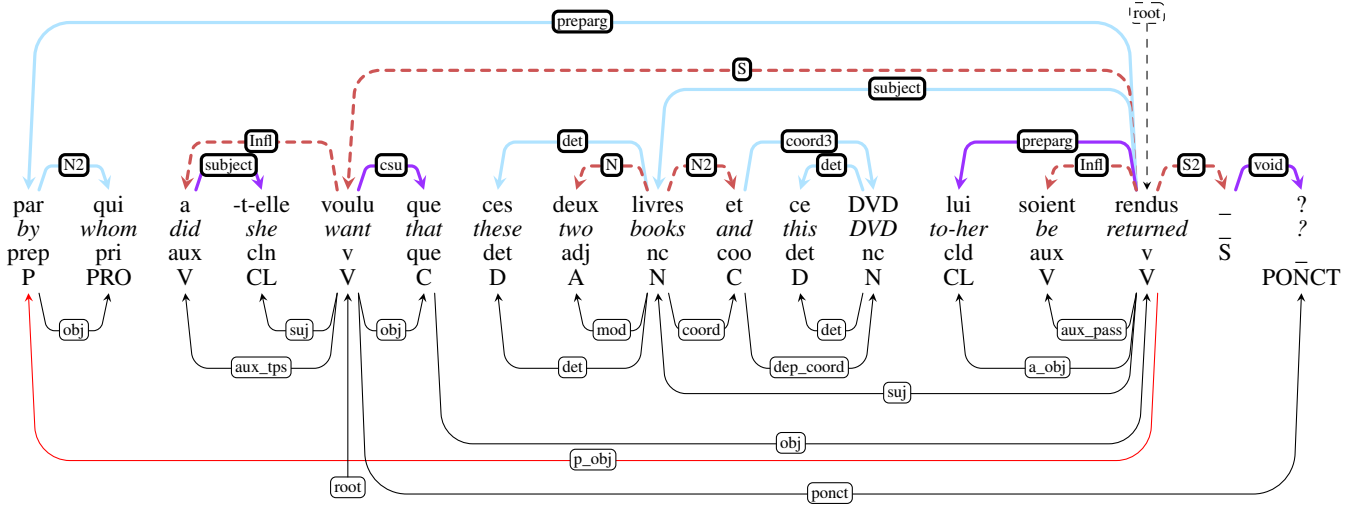 preparg
root
S
subject
Infl
det
coord3
preparg
N2
subject
csu
N
N2
det
Infl
S2
void
par qui a -t-elle voulu que ces deux livres et ce DVD lui soient rendus _ ?
by whom did she want that these two books and this DVD to-her be returned _ ?
prep pri aux cln v que det adj nc coo det nc cld aux v S _
P PRO V CL V C D A N C D N CL V V PONCT
obj suj obj mod coord det aux_pass
aux_tps det dep_coord a_obj
suj
obj
p_obj
root
ponct